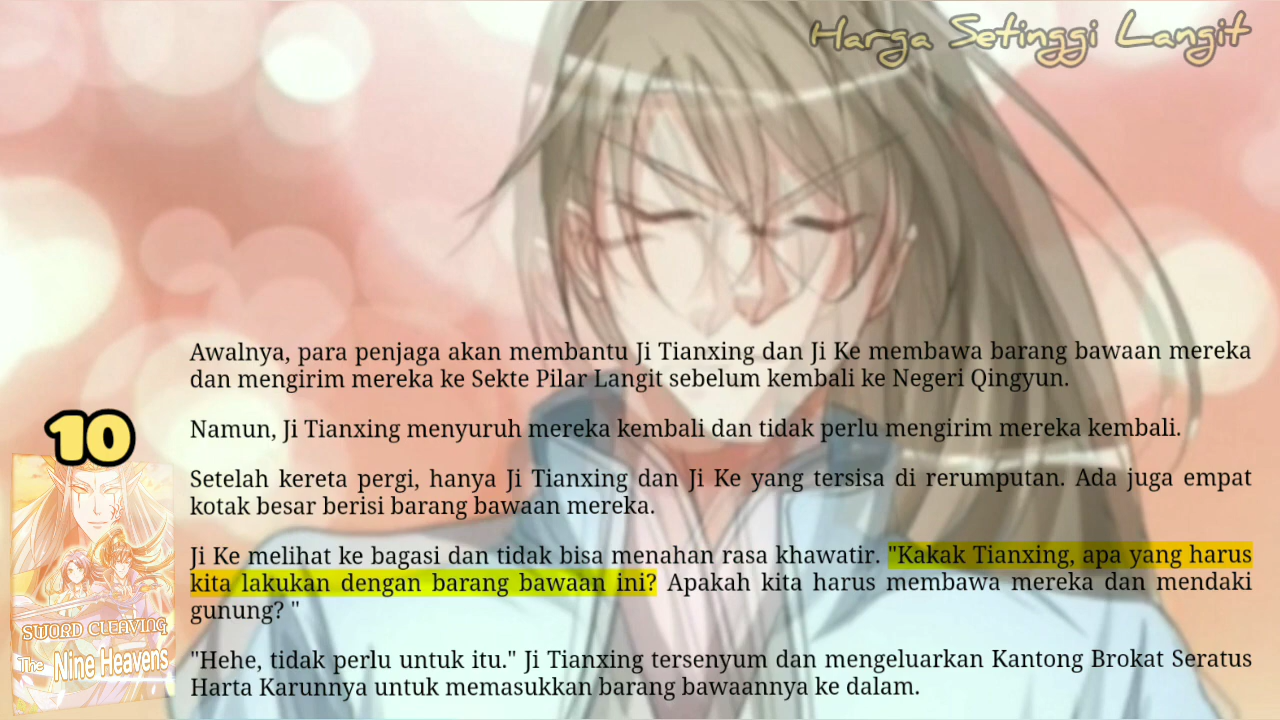 Harga Setinggi Langit
Awalnya, para penjaga akan membantu Ji Tianxing dan Ji Ke membawa barang bawaan mereka
dan mengirim mereka ke Sekte Pilar Langit sebelum kembali ke Negeri Qingyun.
Namun, Ji Tianxing menyuruh mereka kembali dan tidak perlu mengirim mereka kembali.
Setelah kereta pergi, hanya Ji Tianxing dan Ji Ke yang tersisa di rerumputan. Ada juga empat
kotak besar berisi barang bawaan mereka.
Ji Ke melihat ke bagasi dan tidak bisa menahan rasa khawatir. "Kakak Tianxing, apa yang harus
kita lakukan dengan barang bawaan ini? Apakah kita harus membawa mereka dan mendaki
gunung? "
"Hehe, tidak perlu untuk itu." Ji Tianxing tersenyum dan mengeluarkan Kantong Brokat Seratus
Harta Karunnya untuk memasukkan barang bawaannya ke dalam.
10
SWORD CLEAVING
The Nine Heavens